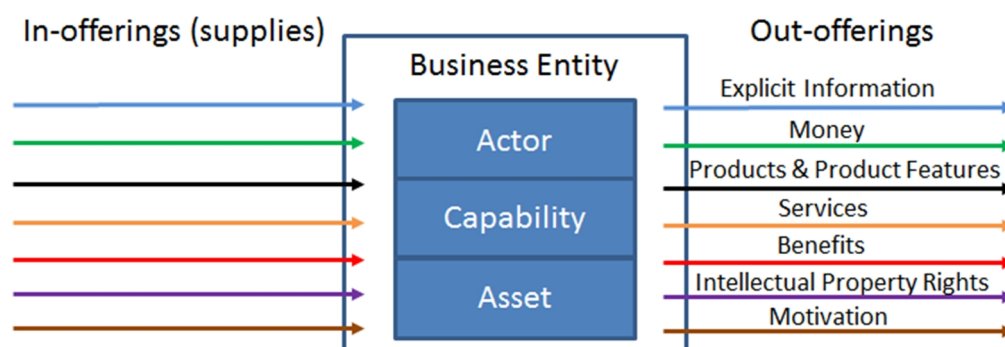 In-offerings (supplies)
Business Entity
Actor
Capability
Asset
Out-offerings
Explicit Information
Money
Products & Product Features
Services
Benefits
Intellectual Property Rights
Motivation